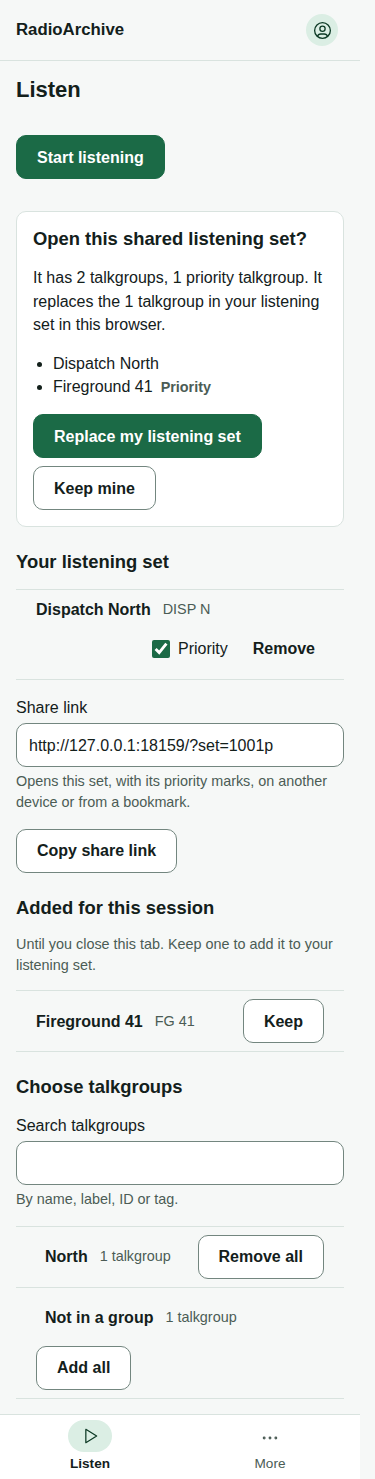 RadioArchive
Listen
Start listening
Open this shared listening set?
It has 2 talkgroups, 1 priority talkgroup. It
replaces the 1 talkgroup in your listening
set in this browser.
Dispatch North
Fireground 41 Priority
Replace my listening set
Keep mine
Your listening set
Dispatch North DISP N
Priority Remove
Share link
http://127.0.0.1:18159/?set=1001p
Opens this set, with its priority marks, on another
device or from a bookmark.
Copy share link
Added for this session
Until you close this tab. Keep one to add it to your
listening set.
Fireground 41 FG 41 Keep
Choose talkgroups
Search talkgroups
By name, label, ID or tag.
North 1 talkgroup Remove all
Not in a group 1 talkgroup
Add all
Listen More